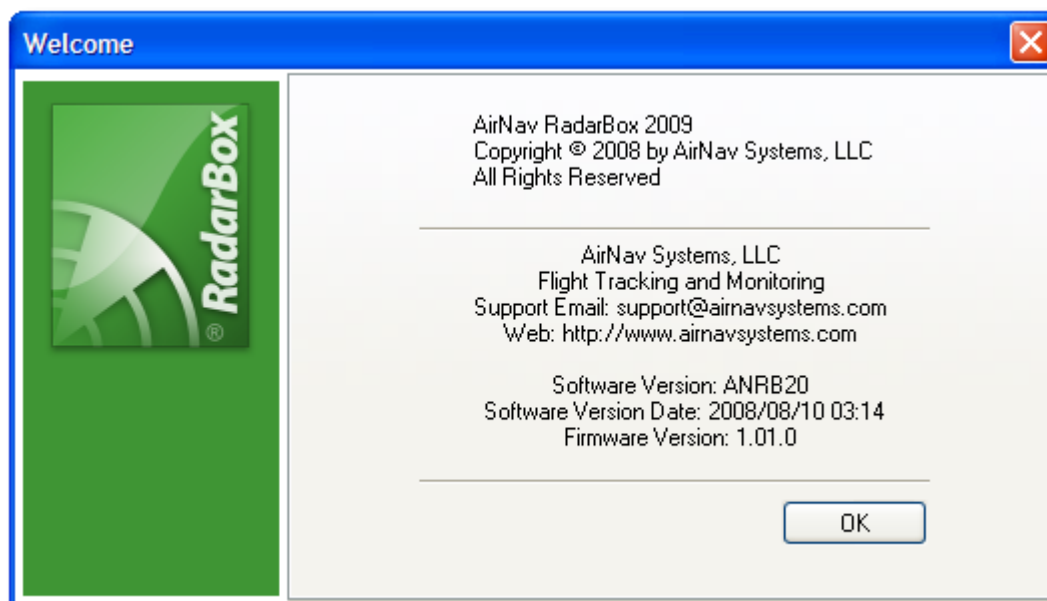 Welcome
RadarBox
®
AirNav RadarBox 2009
Copyright © 2008 by AirNav Systems, LLC
All Rights Reserved
AirNav Systems, LLC
Flight Tracking and Monitoring
Support Email: support@airnavsystems.com
Web: http://www.airnavsystems.com
Software Version: ANRB20
Software Version Date: 2008/08/10 03:14
Firmware Version: 1.01.0
OK